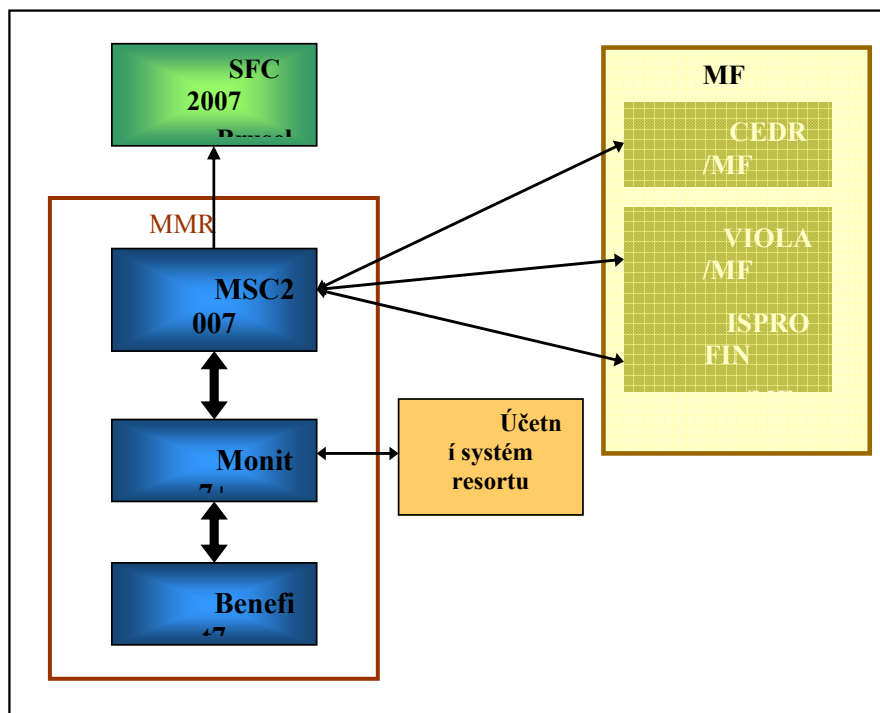 SFC
2007
MMR
MSC2
007
Monit
Benefi
Účetn
í systém
resortu
MF
CEDR
/MF
VIOLA
/MF
ISPRO
FIN